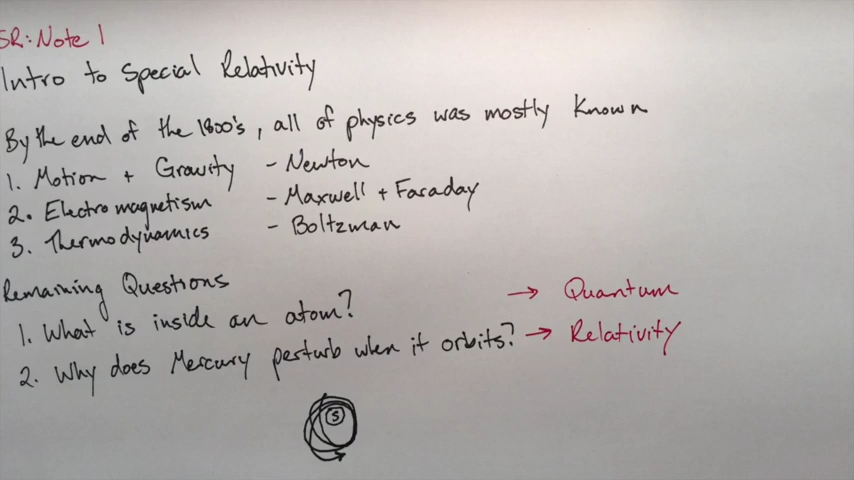 SR: Note 1
Intro to Special Relativity
By the end of the 1800's, all of physics was mostly Known
1. Motion + Gravity - Newton
2. Electromagnetism - Maxwell + Faraday
3. Thermodynamics - Boltzman
Remaining Questions
1. What is inside an atom? → Quantum
2. Why does Mercury perturb when it orbits? → Relativity
S